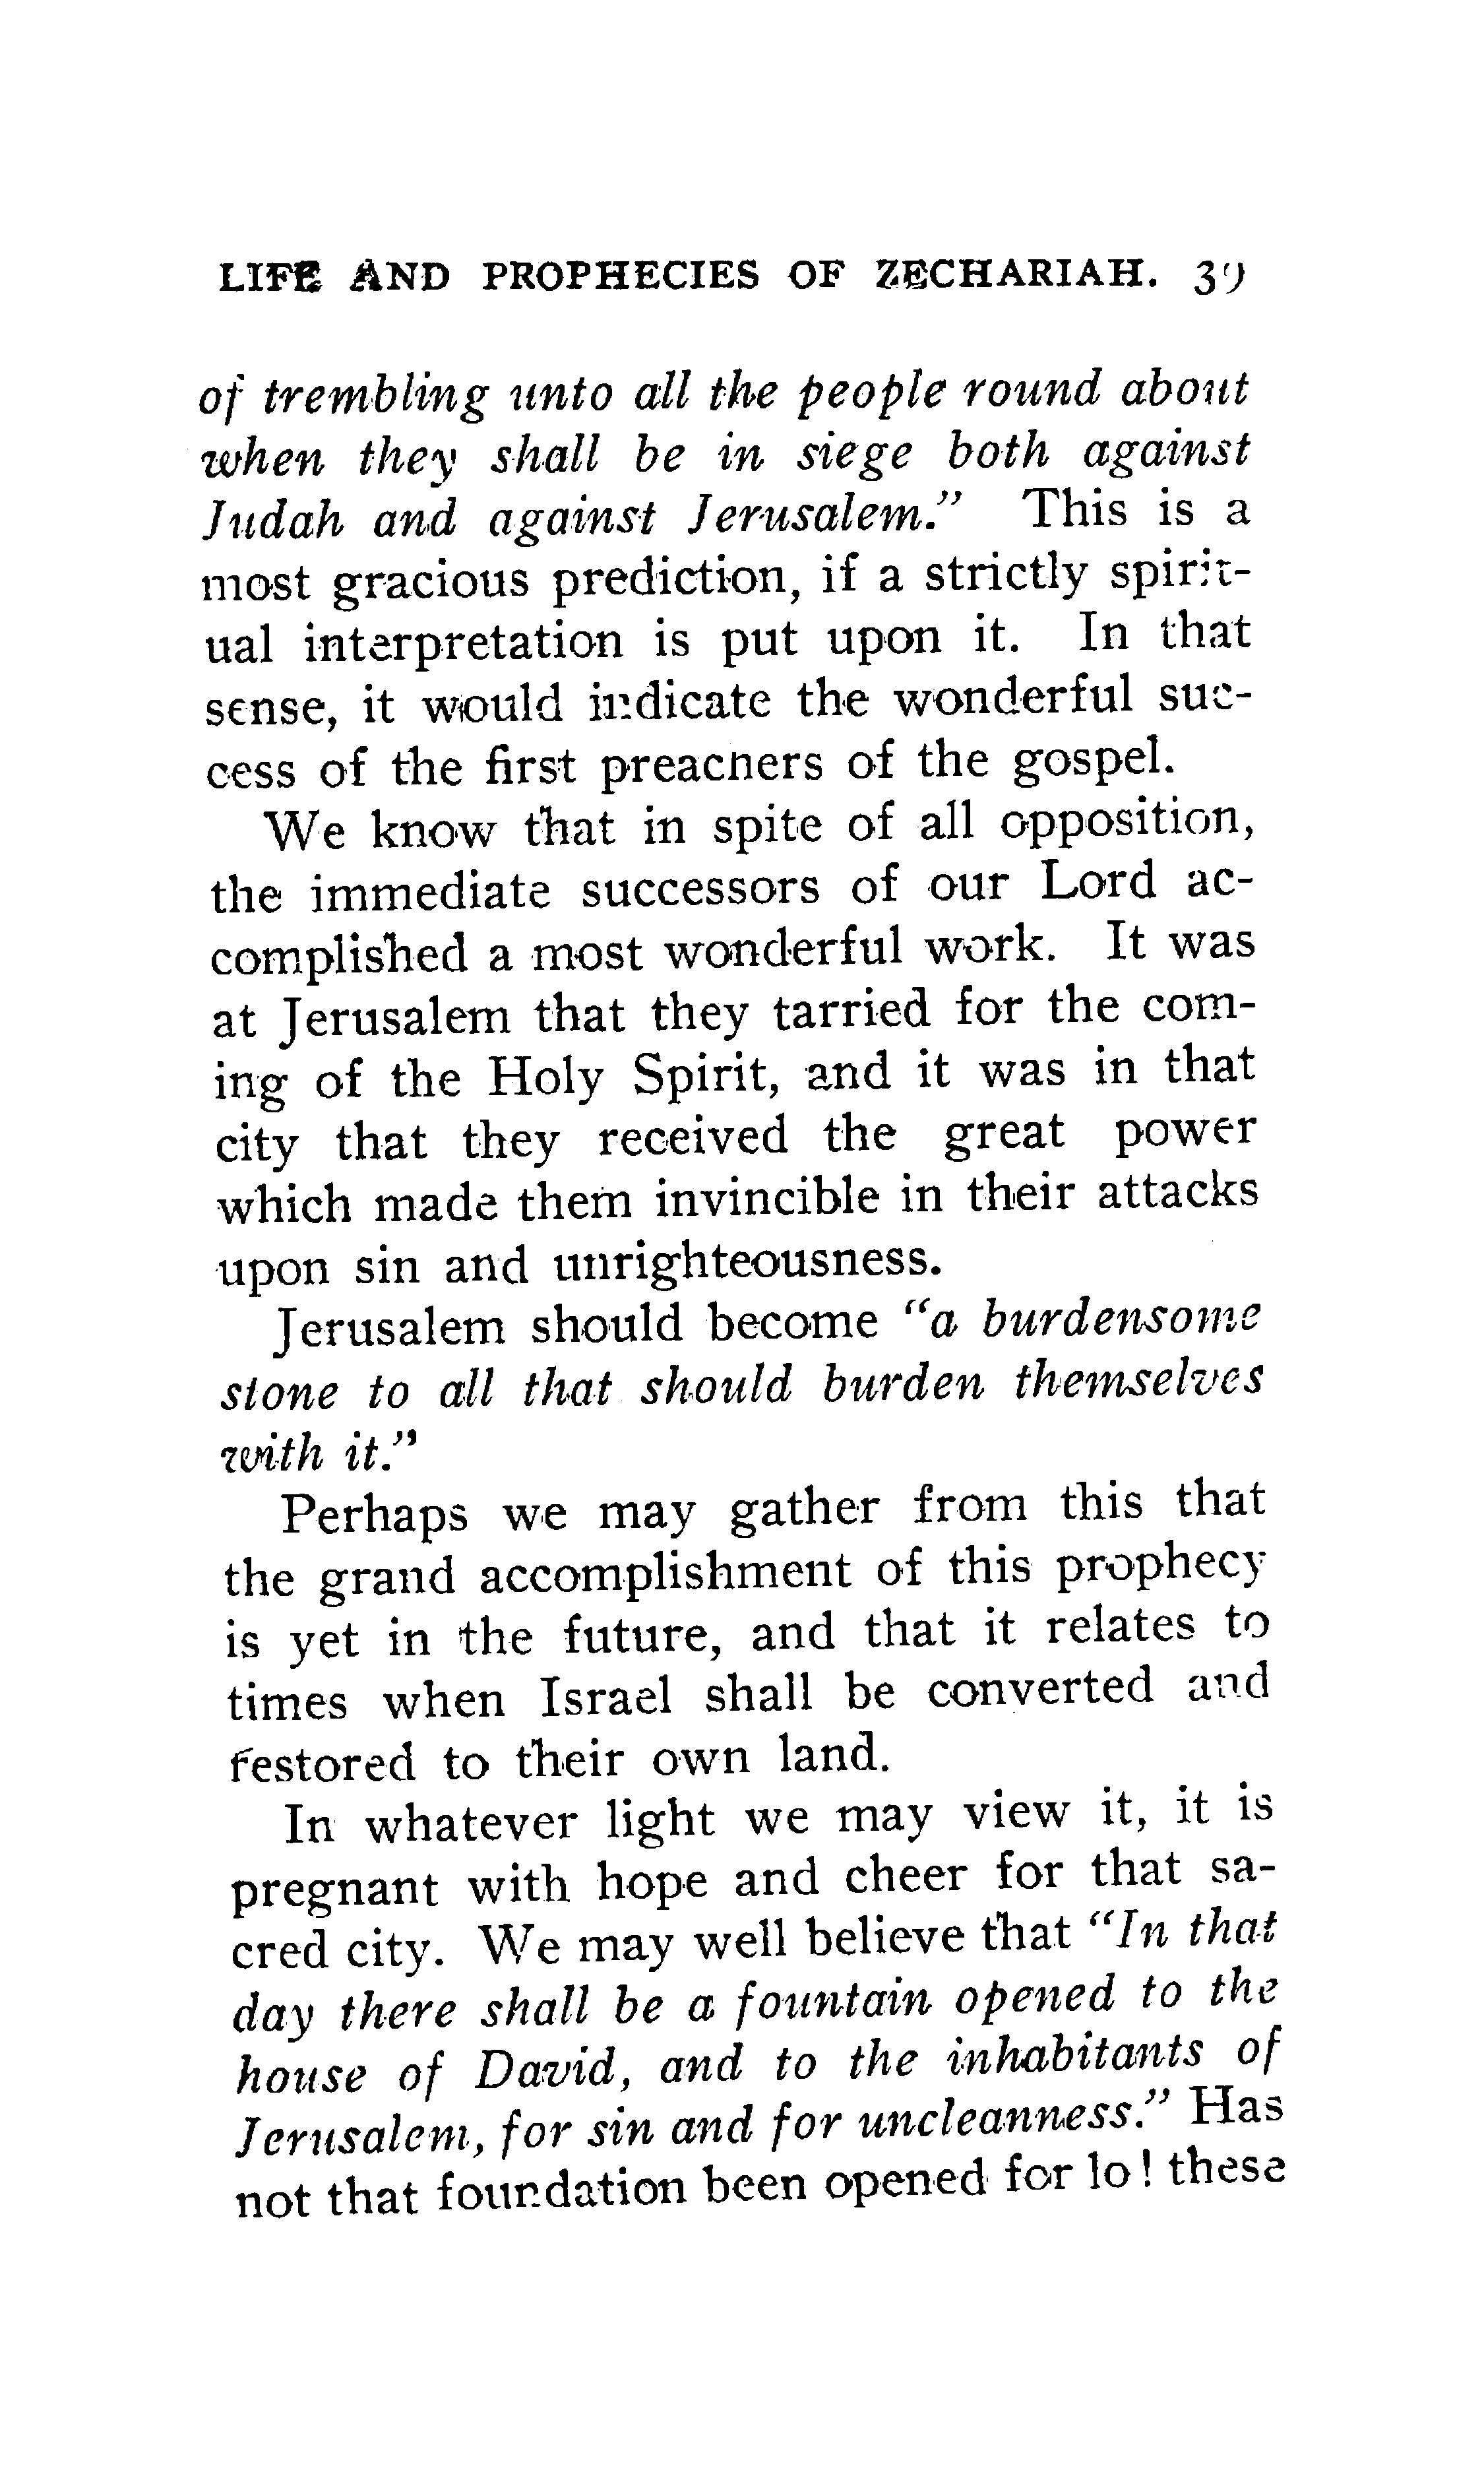 LIFE AND PROPHECIES OF ZECHARIAH. 39
of trembling unto all the people round about
when they shall be in siege both against
Judah and against Jerusalem." This is a
most gracious prediction, if a strictly spirit-
ual interpretation is put upon it. In that
sense, it would indicate the wonderful suc-
cess of the first preachers of the gospel.
We know that in spite of all opposition,
the immediate successors of our Lord ac-
complished a most wonderful work. It was
at Jerusalem that they tarried for the com-
ing of the Holy Spirit, and it was in that
city that they received the great power
which made them invincible in their attacks
upon sin and unrighteousness.
Jerusalem should become "a burdensome
stone to all that should burden themselves
with it."
Perhaps we may gather from this that
the grand accomplishment of this prophecy
is yet in the future, and that it relates to
times when Israel shall be converted and
restored to their own land.
In whatever light we may view it, it is
pregnant with hope and cheer for that sa-
cred city. We may well believe that "In that
day there shall be a fountain opened to the
house of David, and to the inhabitants of
Jerusalem, for sin and for uncleanness." Has
not that foundation been opened for lo! these